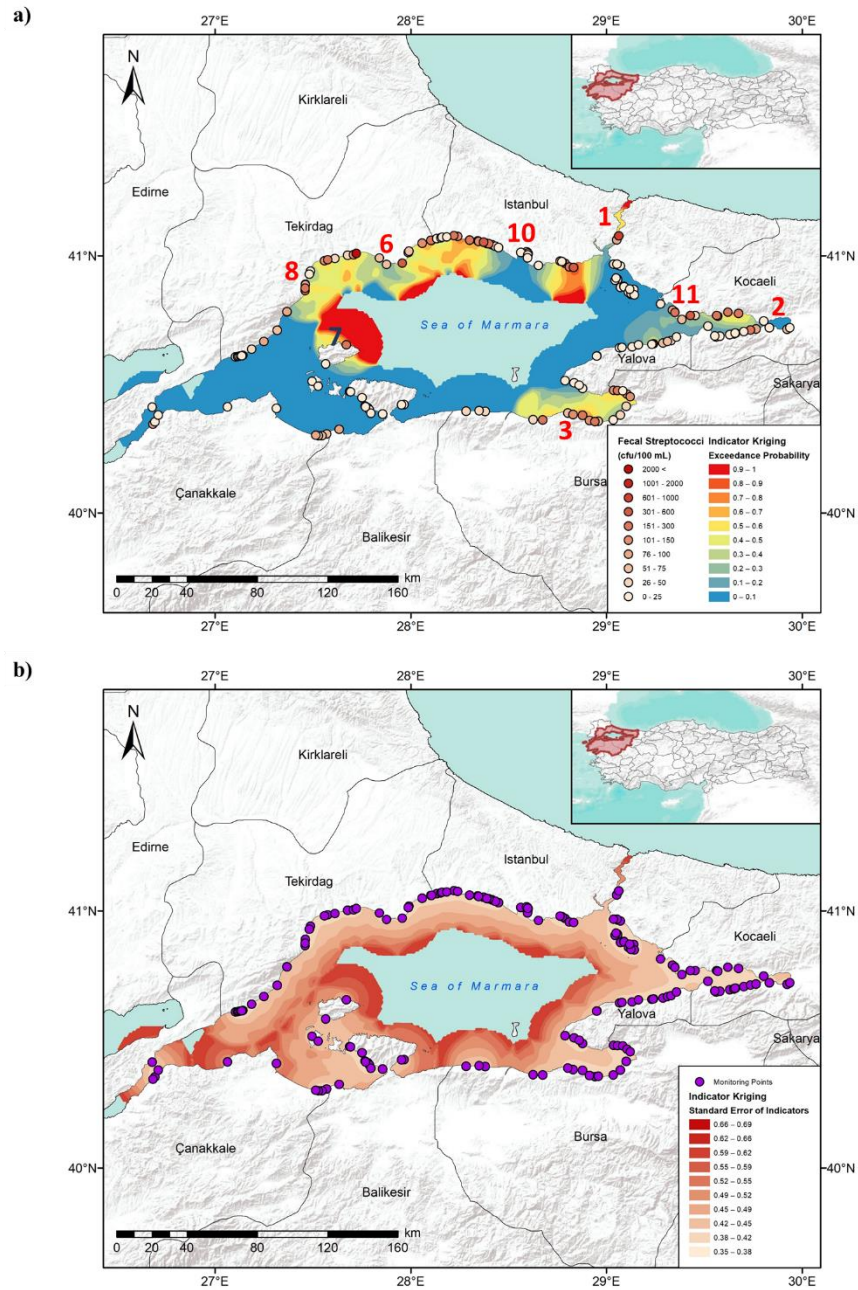 a)
27°E 28°E 29°E 30°E
N
Kirklareli
Edirne
Istanbul
Tekirdag
1
41°N 41°N
6
10
8
Kocaeli
11
2
Sea of Marmara
7
Yalova
Sakarya
3
Bursa
Çanakkale
40°N 40°N
Balikesir
Fecal Streptococci
(cfu/100 mL)
2000 <
1001 - 2000
601 - 1000
301 - 600
151 - 300
101 - 150
76 - 100
51 - 75
26 - 50
0 - 25
Indicator Kriging
Exceedance Probability
0.9 – 1
0.8 – 0.9
0.7 – 0.8
0.6 – 0.7
0.5 – 0.6
0.4 – 0.5
0.3 – 0.4
0.2 – 0.3
0.1 – 0.2
0 – 0.1
km
0 20 40 80 120 160
27°E 28°E 29°E 30°E
b)
27°E 28°E 29°E 30°E
N
Kirklareli
Edirne
Istanbul
Tekirdag
41°N 41°N
Kocaeli
Sea of Marmara
Yalova
Sakarya
Bursa
Çanakkale
40°N 40°N
Balikesir
Monitoring Points
Indicator Kriging
Standard Error of Indicators
0.66 – 0.69
0.62 – 0.66
0.59 – 0.62
0.55 – 0.59
0.52 – 0.55
0.49 – 0.52
0.45 – 0.49
0.42 – 0.45
0.38 – 0.42
0.35 – 0.38
km
0 20 40 80 120 160
27°E 28°E 29°E 30°E